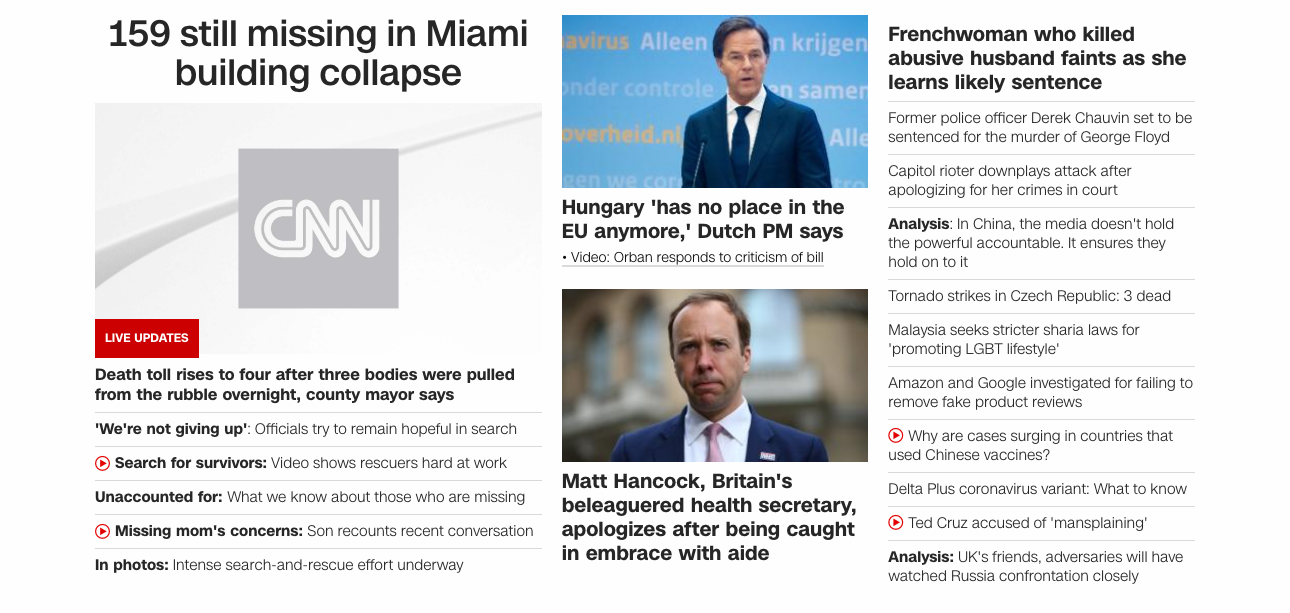 159 still missing in Miami
building collapse
CNN
LIVE UPDATES
Death toll rises to four after three bodies were pulled
from the rubble overnight, county mayor says
'We're not giving up': Officials try to remain hopeful in search
Search for survivors: Video shows rescuers hard at work
Unaccounted for: What we know about those who are missing
Missing mom's concerns: Son recounts recent conversation
In photos: Intense search-and-rescue effort underway
avirus Alleen n krijgen
onder controle en samen
overheid.nl Alle
gen we cor tro
Hungary 'has no place in the
EU anymore,' Dutch PM says
• Video: Orban responds to criticism of bill
Matt Hancock, Britain's
beleaguered health secretary,
apologizes after being caught
in embrace with aide
Frenchwoman who killed
abusive husband faints as she
learns likely sentence
Former police officer Derek Chauvin set to be
sentenced for the murder of George Floyd
Capitol rioter downplays attack after
apologizing for her crimes in court
Analysis: In China, the media doesn't hold
the powerful accountable. It ensures they
hold on to it
Tornado strikes in Czech Republic: 3 dead
Malaysia seeks stricter sharia laws for
'promoting LGBT lifestyle'
Amazon and Google investigated for failing to
remove fake product reviews
Why are cases surging in countries that
used Chinese vaccines?
Delta Plus coronavirus variant: What to know
Ted Cruz accused of 'mansplaining'
Analysis: UK's friends, adversaries will have
watched Russia confrontation closely